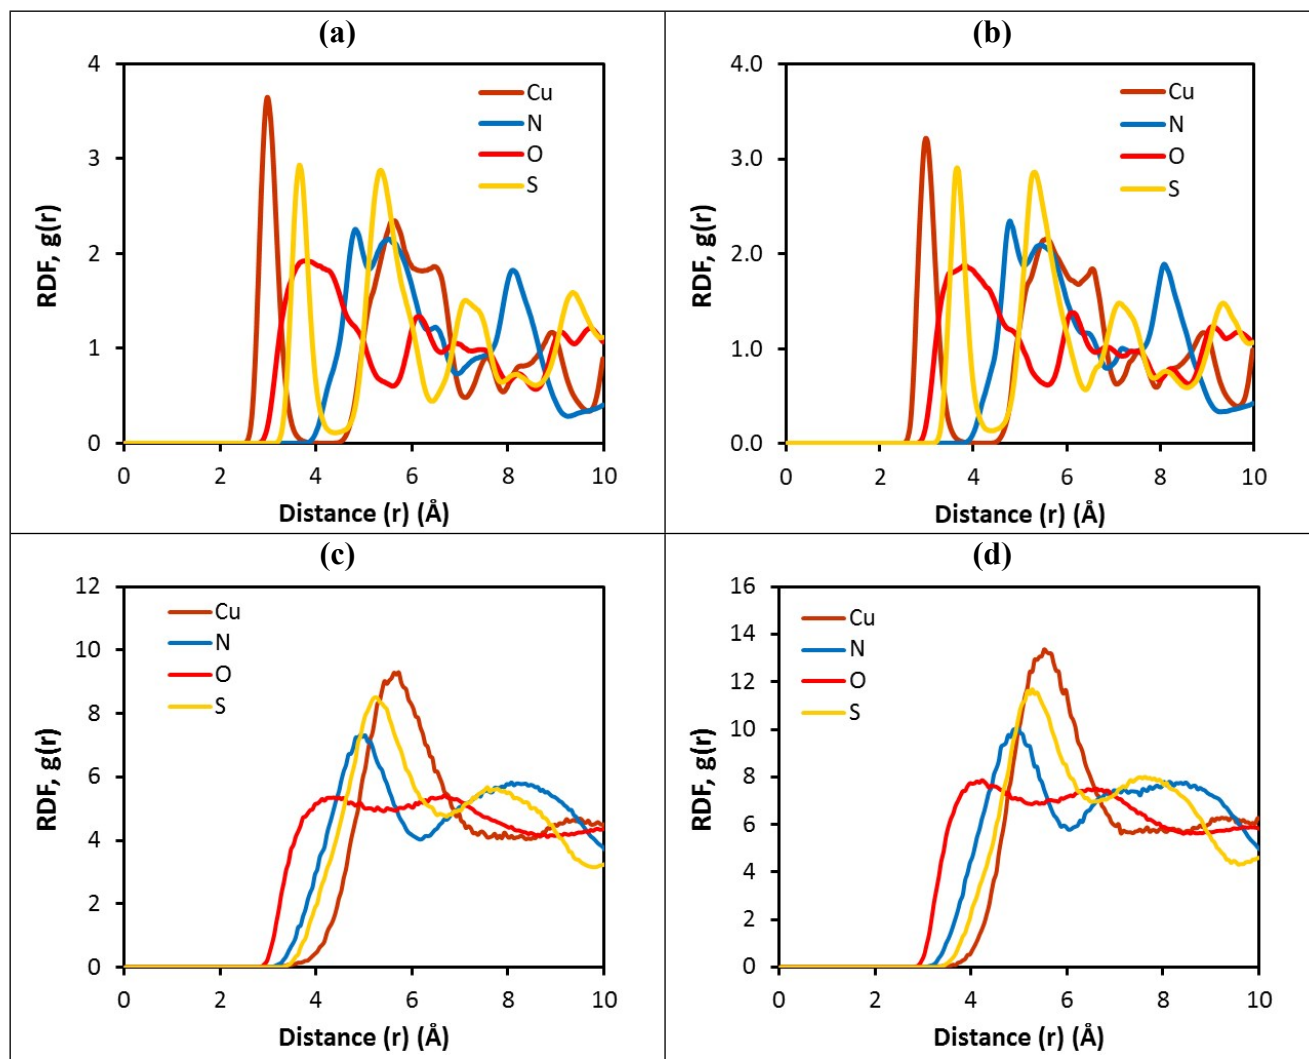 (a)
4
3
2
1
0
RDF, g(r)
Cu
N
O
S
0 2 4 6 8 10
Distance (r) (Å)
(b)
4.0
3.0
2.0
1.0
0.0
RDF, g(r)
Cu
N
O
S
0 2 4 6 8 10
Distance (r) (Å)
(c)
12
10
8
6
4
2
0
RDF, g(r)
Cu
N
O
S
0 2 4 6 8 10
Distance (r) (Å)
(d)
16
14
12
10
8
6
4
2
0
RDF, g(r)
Cu
N
O
S
0 2 4 6 8 10
Distance (r) (Å)